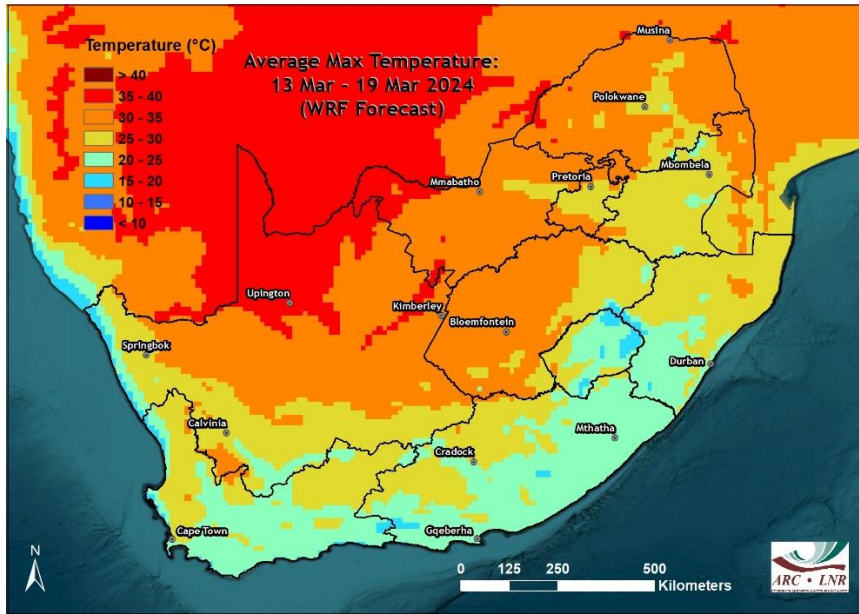 Temperature (°C)
> 40
35 - 40
30 - 35
25 - 30
20 - 25
15 - 20
10 - 15
< 10
Average Max Temperature:
13 Mar - 19 Mar 2024
(WRF Forecast)
Musina
Polokwane
Mbombela
Pretoria
Mmabatho
Upington
Kimberley
Bloemfontein
Springbok
Durban
Calvinia
Mthatha
Cradock
Cape Town
Gqeberha
N
0 125 250 500
Kilometers
ARC • LNR